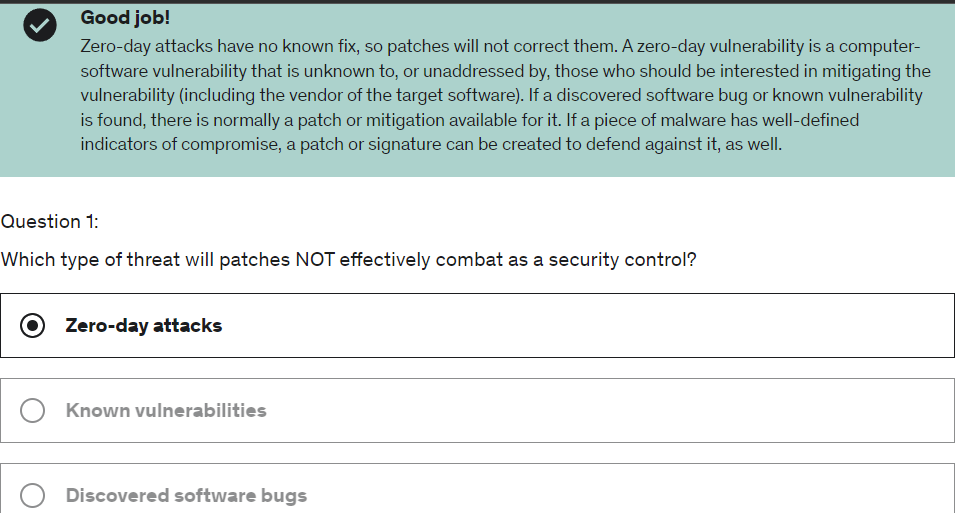 Good job!
Zero-day attacks have no known fix, so patches will not correct them. A zero-day vulnerability is a computer-
software vulnerability that is unknown to, or unaddressed by, those who should be interested in mitigating the
vulnerability (including the vendor of the target software). If a discovered software bug or known vulnerability
is found, there is normally a patch or mitigation available for it. If a piece of malware has well-defined
indicators of compromise, a patch or signature can be created to defend against it, as well.
Question 1:
Which type of threat will patches NOT effectively combat as a security control?
Zero-day attacks
Known vulnerabilities
Discovered software bugs